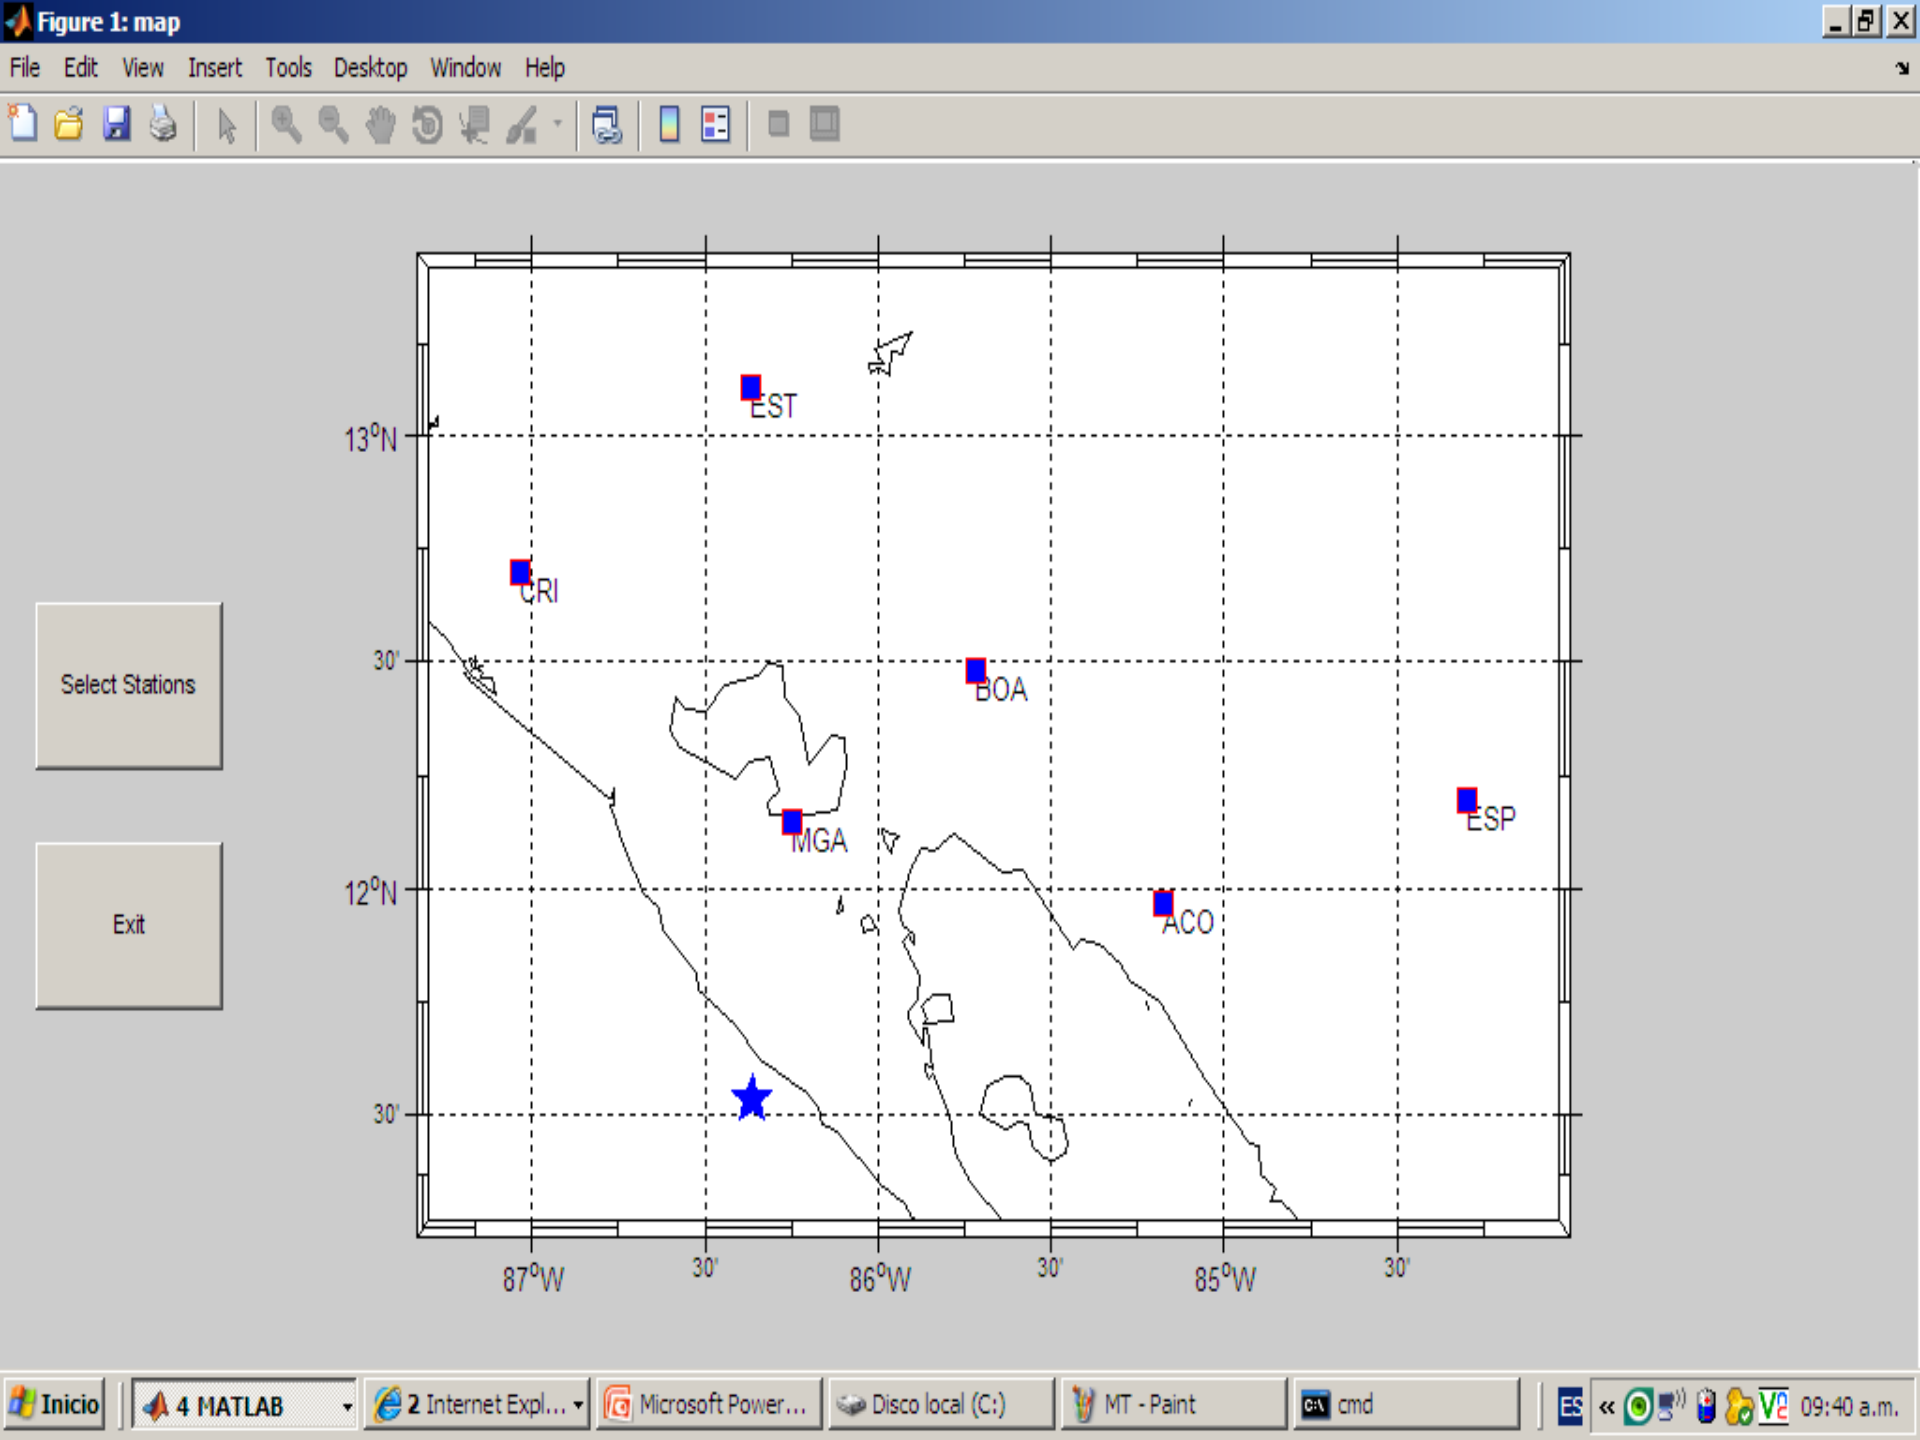 Figure 1: map
File Edit View Insert Tools Desktop Window Help
EST
13°N
CRI
30'
BOA
Select Stations
ESP
MGA
12°N
ACO
Exit
30'
87°W 30' 86°W 30' 85°W 30'
Inicio 4 MATLAB 2 Internet Expl... Microsoft Power... Disco local (C:) MT - Paint cmd ES « 09:40 a.m.